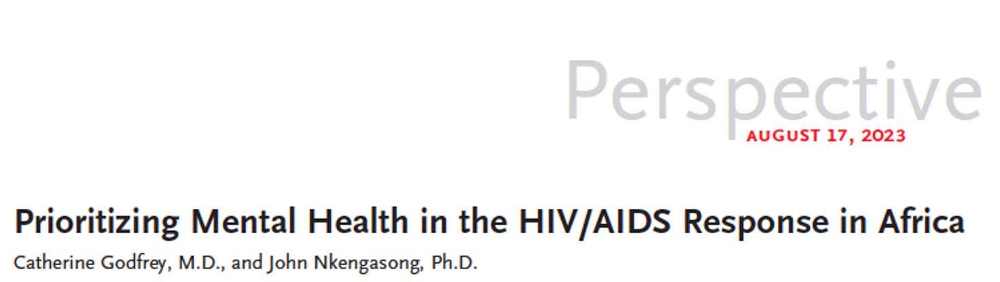 Perspective
AUGUST 17, 2023
Prioritizing Mental Health in the HIV/AIDS Response in Africa
Catherine Godfrey, M.D., and John Nkengasong, Ph.D.